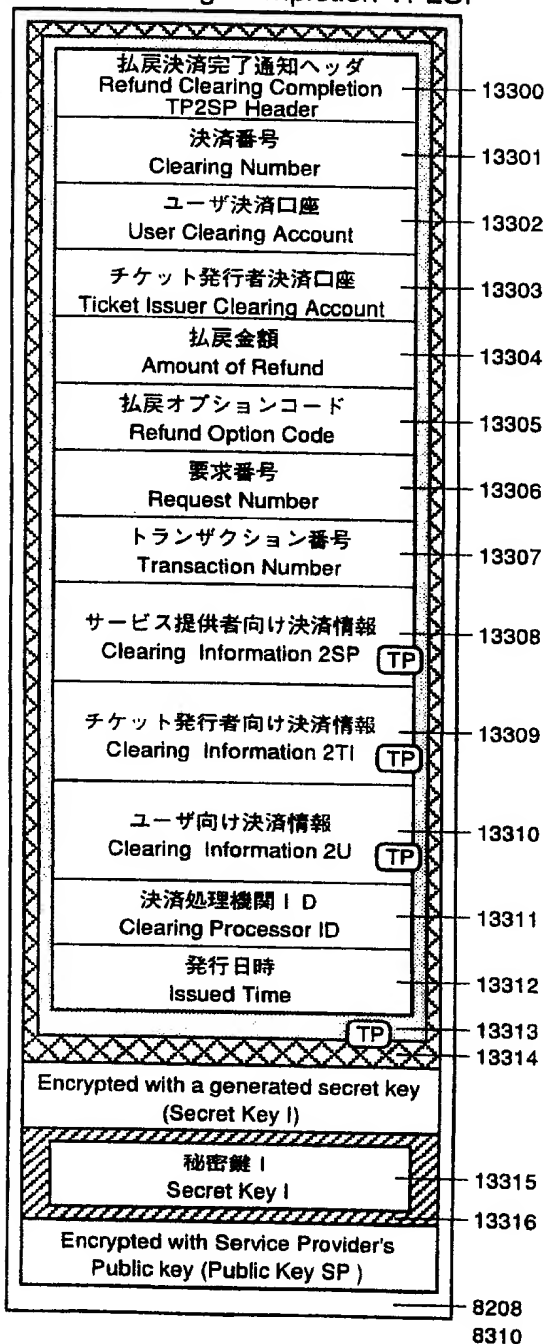 払戻決済完了通知ヘッダ
Refund Clearing Completion
TP2SP Header
13300
決済番号
Clearing Number
13301
ユーザ決済口座
User Clearing Account
13302
チケット発行者決済口座
Ticket Issuer Clearing Account
13303
払戻金額
Amount of Refund
13304
払戻オプションコード
Refund Option Code
13305
要求番号
Request Number
13306
トランザクション番号
Transaction Number
13307
サービス提供者向け決済情報
Clearing Information 2SP
TP
13308
チケット発行者向け決済情報
Clearing Information 2TI
TP
13309
ユーザ向け決済情報
Clearing Information 2U
TP
13310
決済処理機関ID
Clearing Processor ID
13311
発行日時
Issued Time
13312
TP
13313
13314
Encrypted with a generated secret key
(Secret Key I)
秘密鍵 I
Secret Key I
13315
13316
Encrypted with Service Provider's
Public key (Public Key SP )
8208
8310